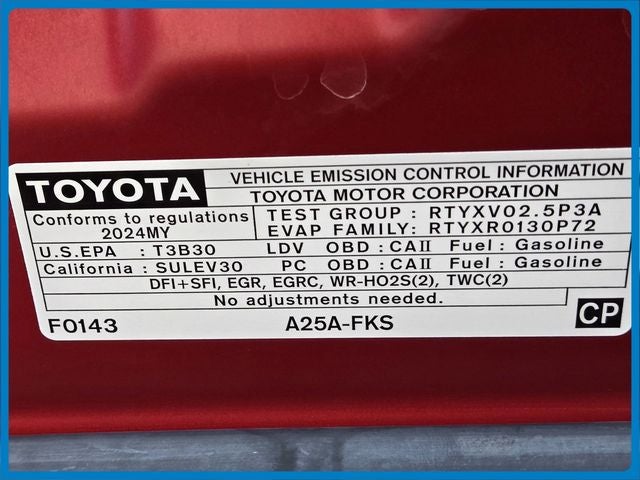 TOYOTA
VEHICLE EMISSION CONTROL INFORMATION
TOYOTA MOTOR CORPORATION
Conforms to regulations
2024MY
TEST GROUP : RTYXV02.5P3A
EVAP FAMILY: RTYXR0130P72
U.S.EPA : T3B30 LDV OBD : CAII Fuel : Gasoline
California : SULEV30 PC OBD : CAII Fuel : Gasoline
DFI+SFI, EGR, EGRC, WR-HO2S(2), TWC(2)
No adjustments needed.
F0143 A25A-FKS CP